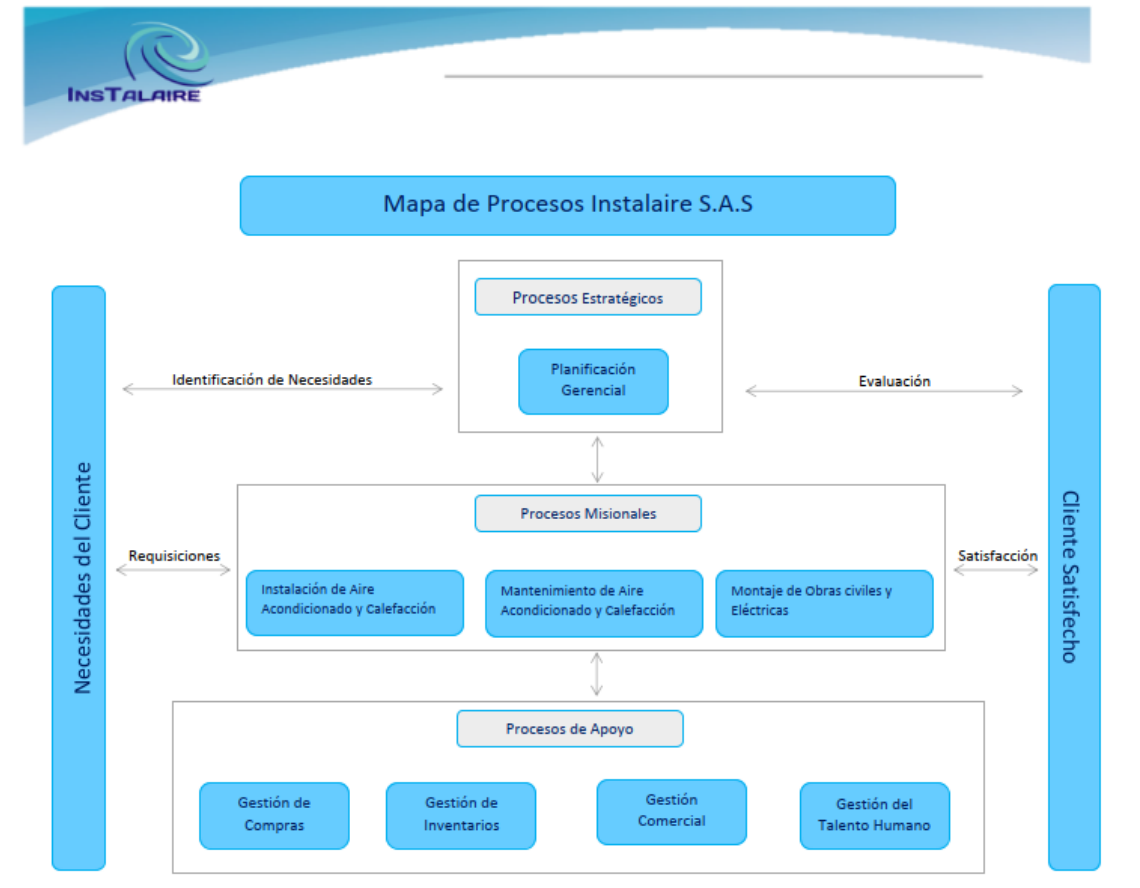 INSTALAIRE
Mapa de Procesos Instalaire S.A.S
Necesidades del Cliente
Procesos Estratégicos
Planificación
Gerencial
Identificación de Necesidades
Evaluación
Procesos Misionales
Requisiciones
Satisfacción
Instalación de Aire
Acondicionado y Calefacción
Mantenimiento de Aire
Acondicionado y Calefacción
Montaje de Obras civiles y
Eléctricas
Procesos de Apoyo
Gestión de
Compras
Gestión de
Inventarios
Gestión
Comercial
Gestión del
Talento Humano
Cliente Satisfecho